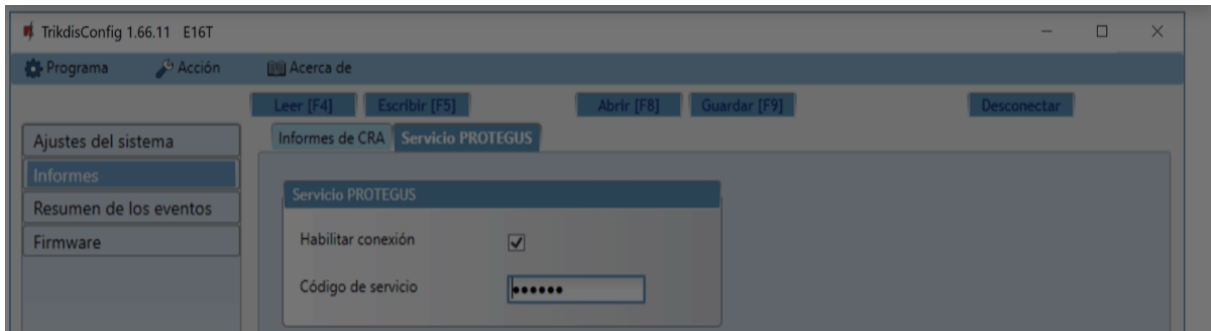 TrikdisConfig 1.66.11 E16T
Programa Acción Acerca de
Leer [F4] Escribir [F5] Abrir [F8] Guardar [F9] Desconectar
Ajustes del sistema
Informes
Resumen de los eventos
Firmware
Informes de CRA Servicio PROTEGUS
Servicio PROTEGUS
Habilitar conexión
Código de servicio ●●●●●●